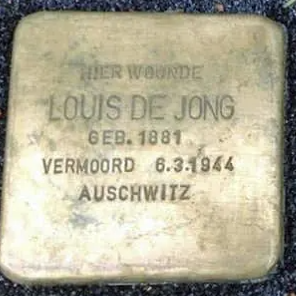 HIER WOONDE
LOUIS DE JONG
GEB. 1881
VERMOORD 6.3.1944
AUSCHWITZ